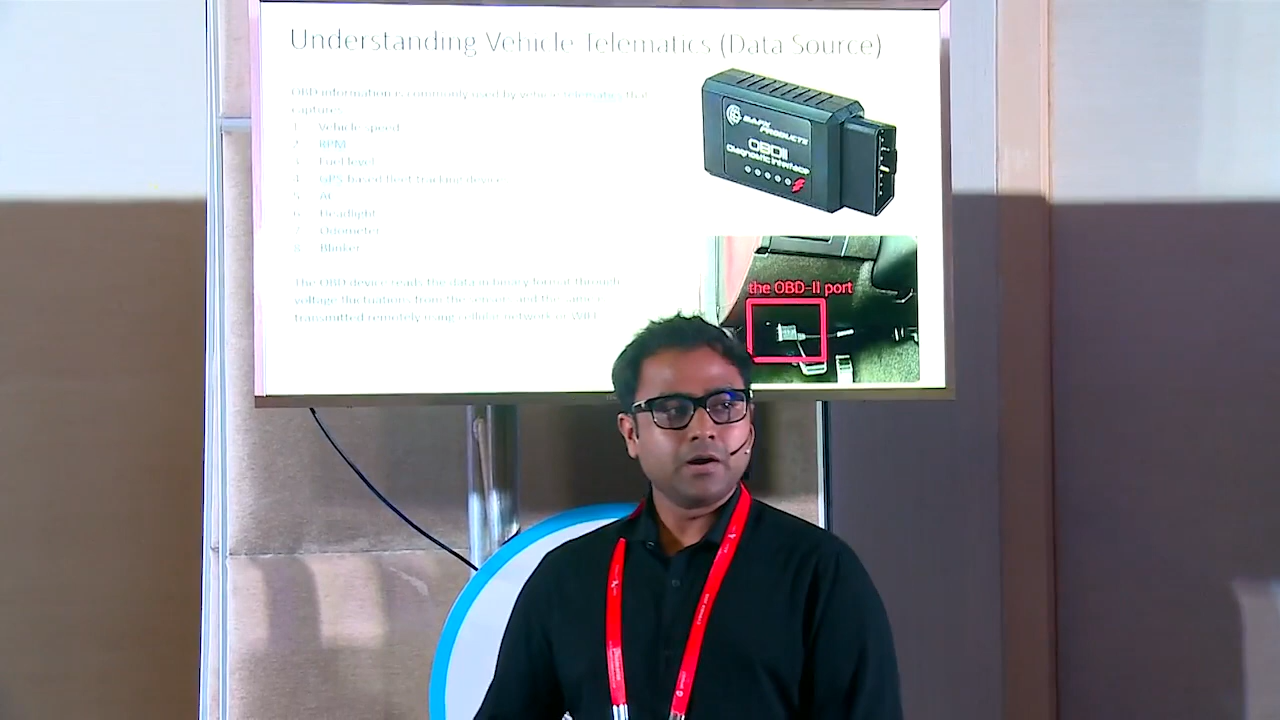 Understanding Vehicle Telematics (Data Source)
OBD information is commonly used by vehicle telematics that
capture:
1. Vehicle speed
2. RPM
3. Fuel level
4. GPS based fleet tracking device
5. AC
6. Headlight
7. Odometer
8. Blinker
The OBD device reads the data in binary format through
voltage fluctuations from the sensors and the same is
transmitted remotely using cellular network or WIFI
PRODUCTS
OBDII
Diagnostic Interface
the OBD-II port